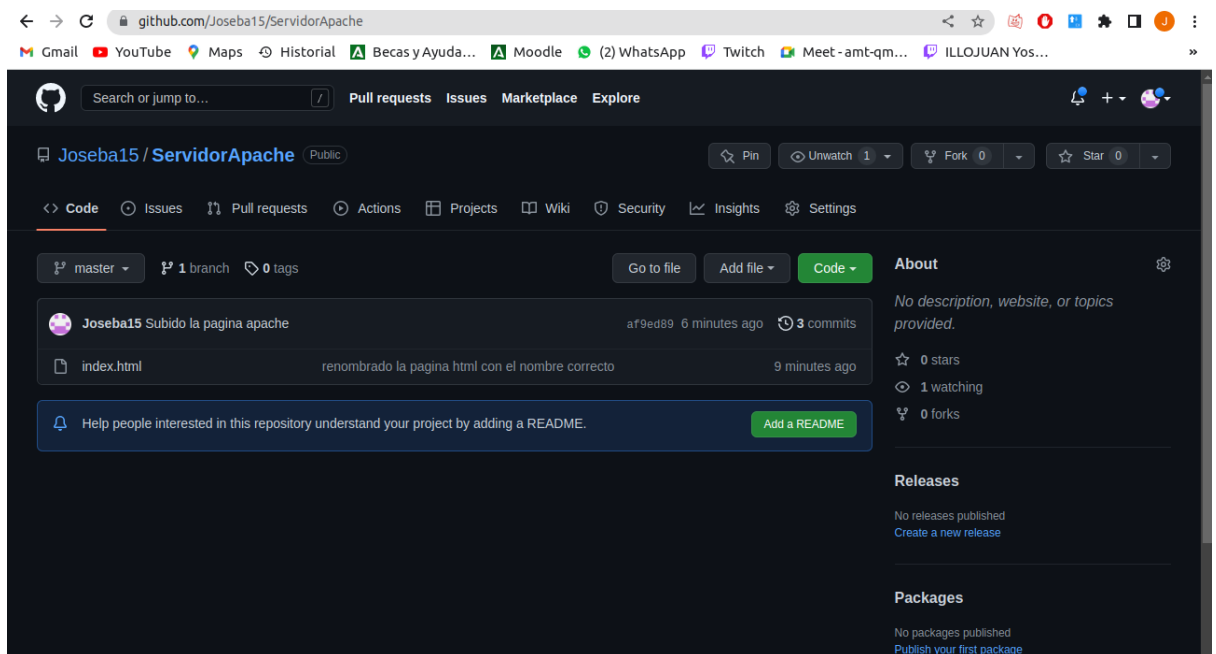 github.com/Joseba15/ServidorApache
Gmail YouTube Maps Historial Becas y Ayuda... Moodle (2) WhatsApp Twitch Meet - amt-qm... ILLOJUAN Yos... »
Search or jump to... / Pull requests Issues Marketplace Explore
Joseba15 / ServidorApache Public Pin Unwatch 1 Fork 0 Star 0
<> Code Issues Pull requests Actions Projects Wiki Security Insights Settings
master 1 branch 0 tags Go to file Add file Code
Joseba15 Subido la pagina apache af9ed89 6 minutes ago 3 commits
index.html renombrado la pagina html con el nombre correcto 9 minutes ago
Help people interested in this repository understand your project by adding a README. Add a README
About
No description, website, or topics
provided.
0 stars
1 watching
0 forks
Releases
No releases published
Create a new release
Packages
No packages published
Publish your first package